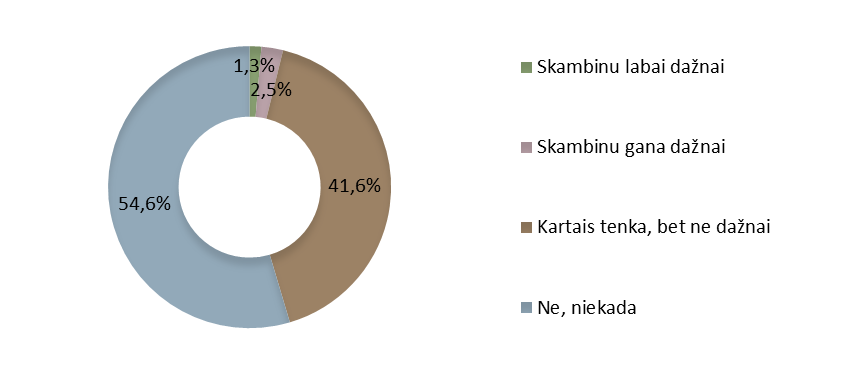 1,3%
2,5%
41,6%
54,6%
Skambinu labai dažnai
Skambinu gana dažnai
Kartais tenka, bet ne dažnai
Ne, niekada